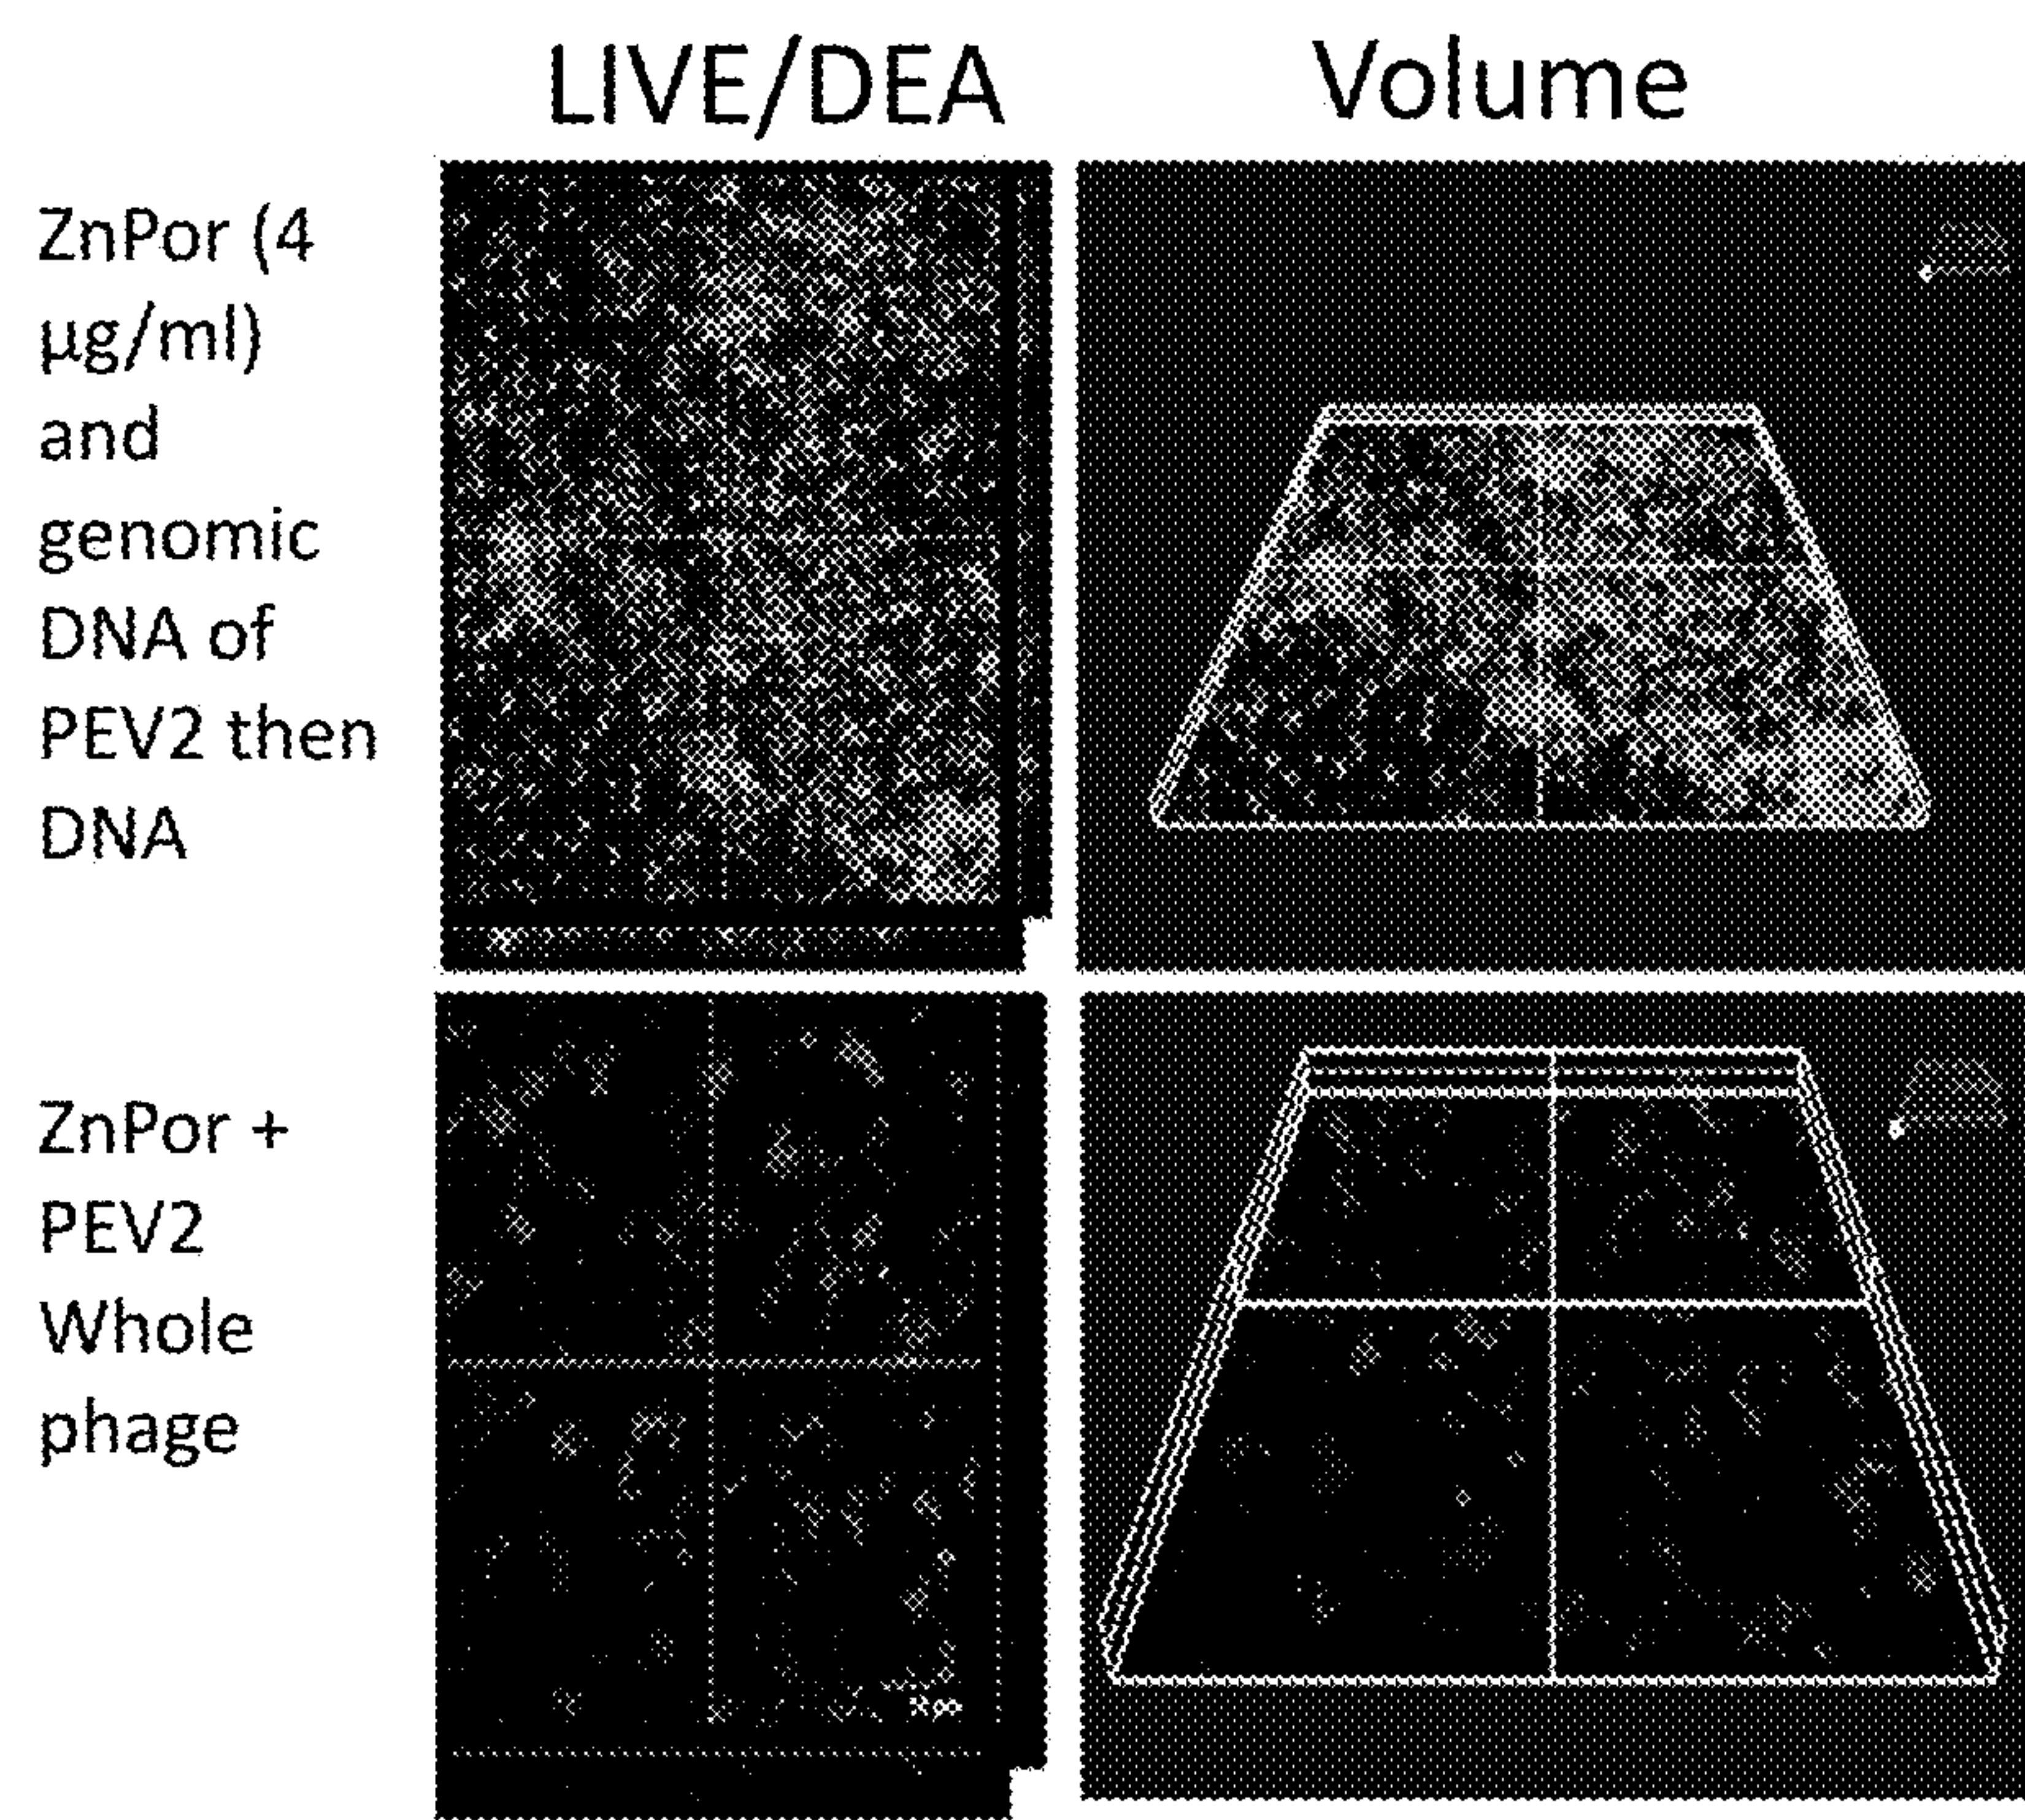 LIVE/DEA
Volume
ZnPor (4
µg/ml)
and
genomic
DNA of
PEV2 then
DNA
ZnPor +
PEV2
Whole
phage